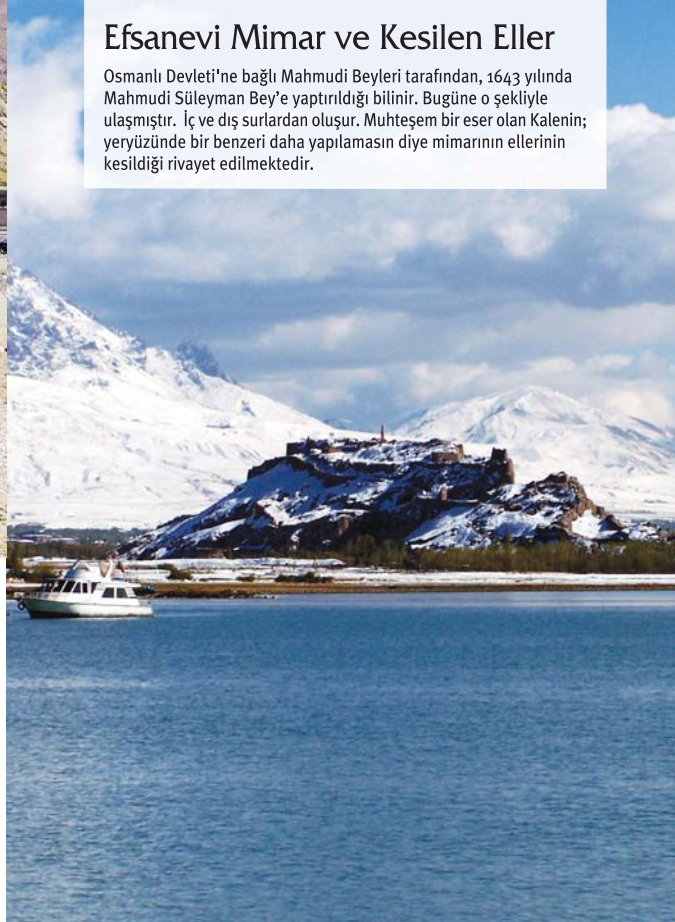 Efsanevi Mimar ve Kesilen Eller
Osmanlı Devleti'ne bağlı Mahmudi Beyleri tarafından, 1643 yılında
Mahmudi Süleyman Bey’e yaptırıldığı bilinir. Bugüne o şekliyle
ulaşmıştır. İç ve dış surlardan oluşur. Muhteşem bir eser olan Kalenin;
yeryüzünde bir benzeri daha yapılamasın diye mimarının ellerinin
kesildiği rivayet edilmektedir.